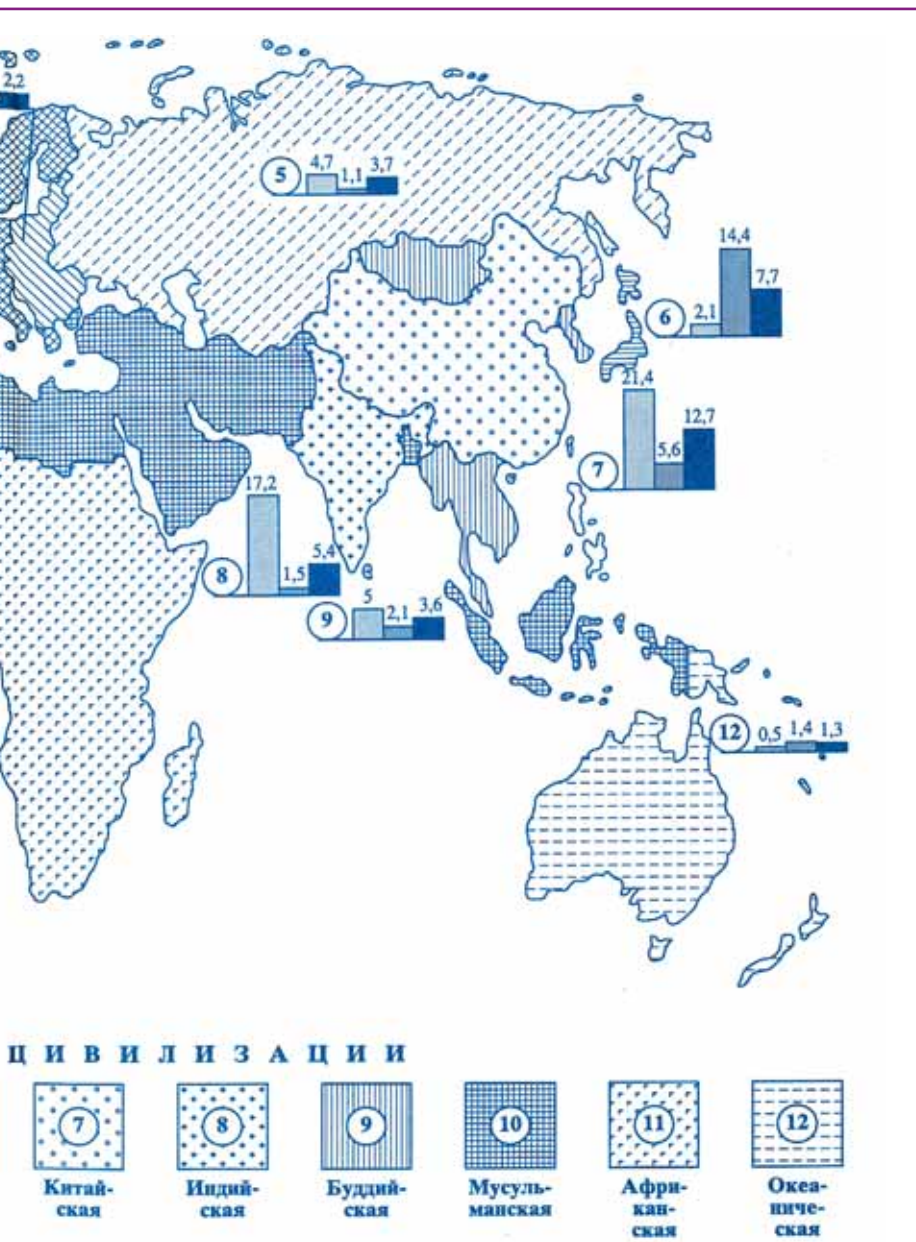 2,2
5
4,7 1,1 3,7
14,4
6
2,1
7,7
21,4
12,7
7
5,6
17,2
8
1,5
5,4
9
5
2,1
3,6
12
0,5
1,4
1,3
ЦИВИЛИЗАЦИИ
7
8
9
10
11
12
Китай-
ская
Индий-
ская
Буддий-
ская
Мусуль-
манская
Афри-
кан-
ская
Океа-
ниче-
ская